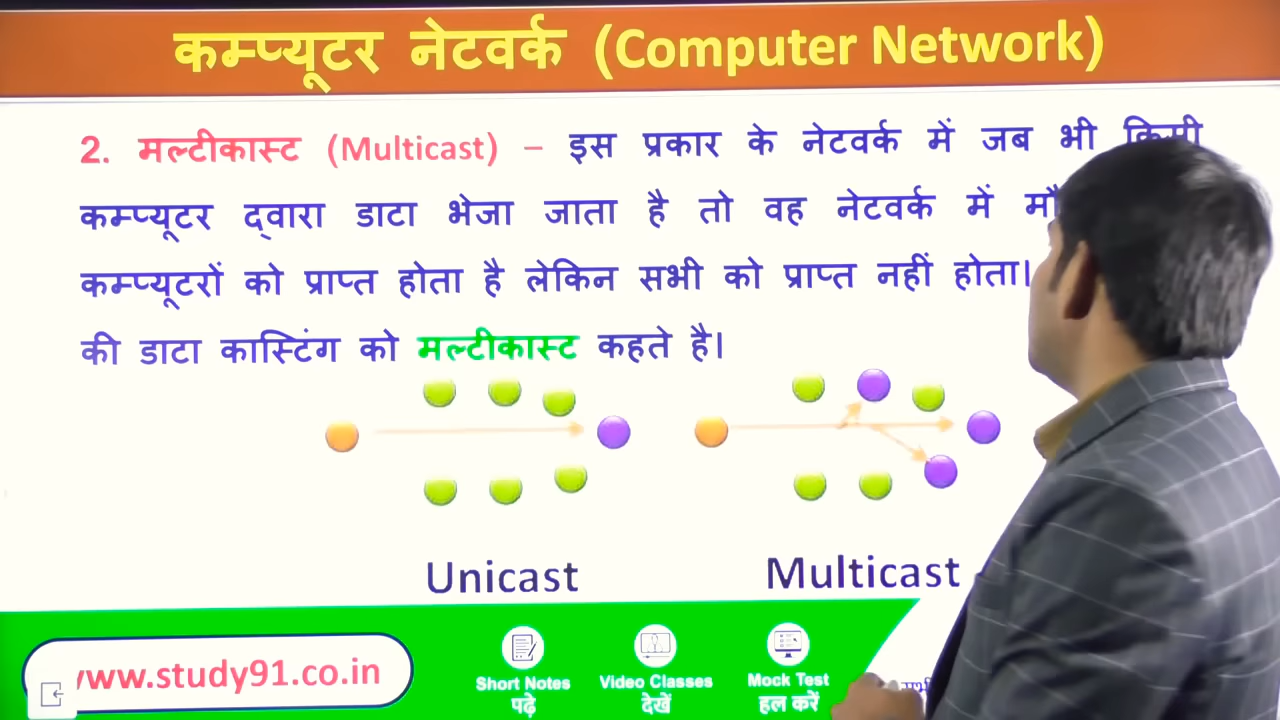 कम्प्यूटर नेटवर्क (Computer Network)
2. मल्टीकास्ट (Multicast) – इस प्रकार के नेटवर्क में जब भी किसी
कम्प्यूटर द्वारा डाटा भेजा जाता है तो वह नेटवर्क में
कम्प्यूटरों को प्राप्त होता है लेकिन सभी को प्राप्त नहीं होता।
की डाटा कास्टिंग को मल्टीकास्ट कहते है।
Unicast Multicast
www.study91.co.in
Short Notes Video Classes Mock Test
पढ़े देखें हल करें